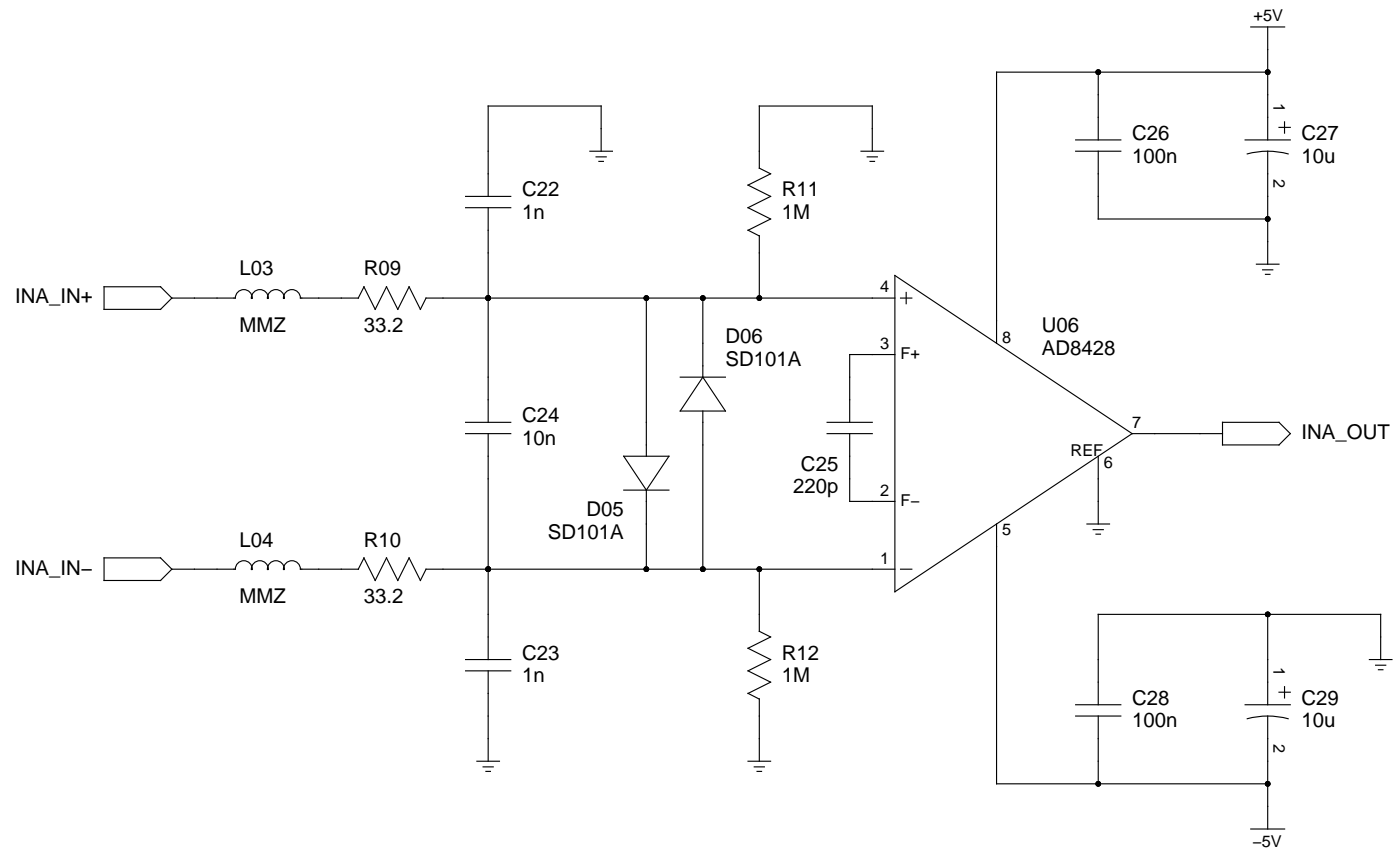 +5V
1
+
C26
100n
C27
10u
2
C22
1n
R11
1M
L03
R09
INA_IN+
MMZ
33.2
4
+
D06
SD101A
3
F+
8
U06
AD8428
C24
10n
7
INA_OUT
REF
6
C25
220p
2
F−
D05
SD101A
5
L04
R10
INA_IN−
MMZ
33.2
1
−
C23
1n
R12
1M
1
+
C28
100n
C29
10u
2
−5V